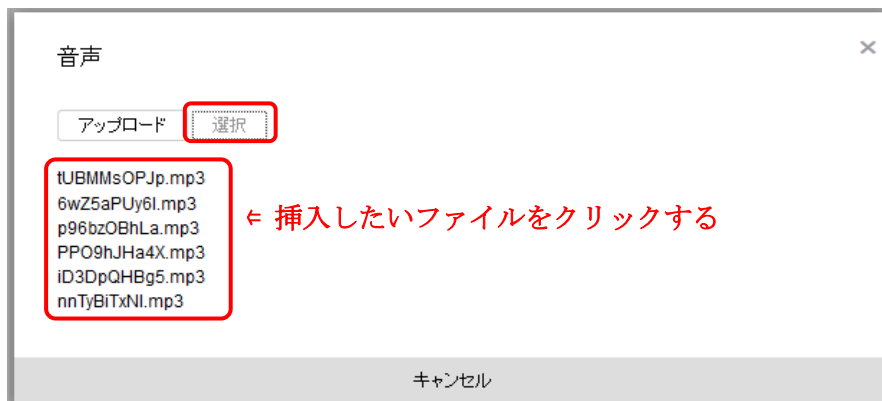 音声
×
アップロード 選択
tUBMMsOPJp.mp3
6wZ5aPUy6I.mp3
p96bzOBhLa.mp3
PPO9hJHa4X.mp3
iD3DpQHBg5.mp3
nnTyBiTxNI.mp3
⇐ 挿入したいファイルをクリックする
キャンセル